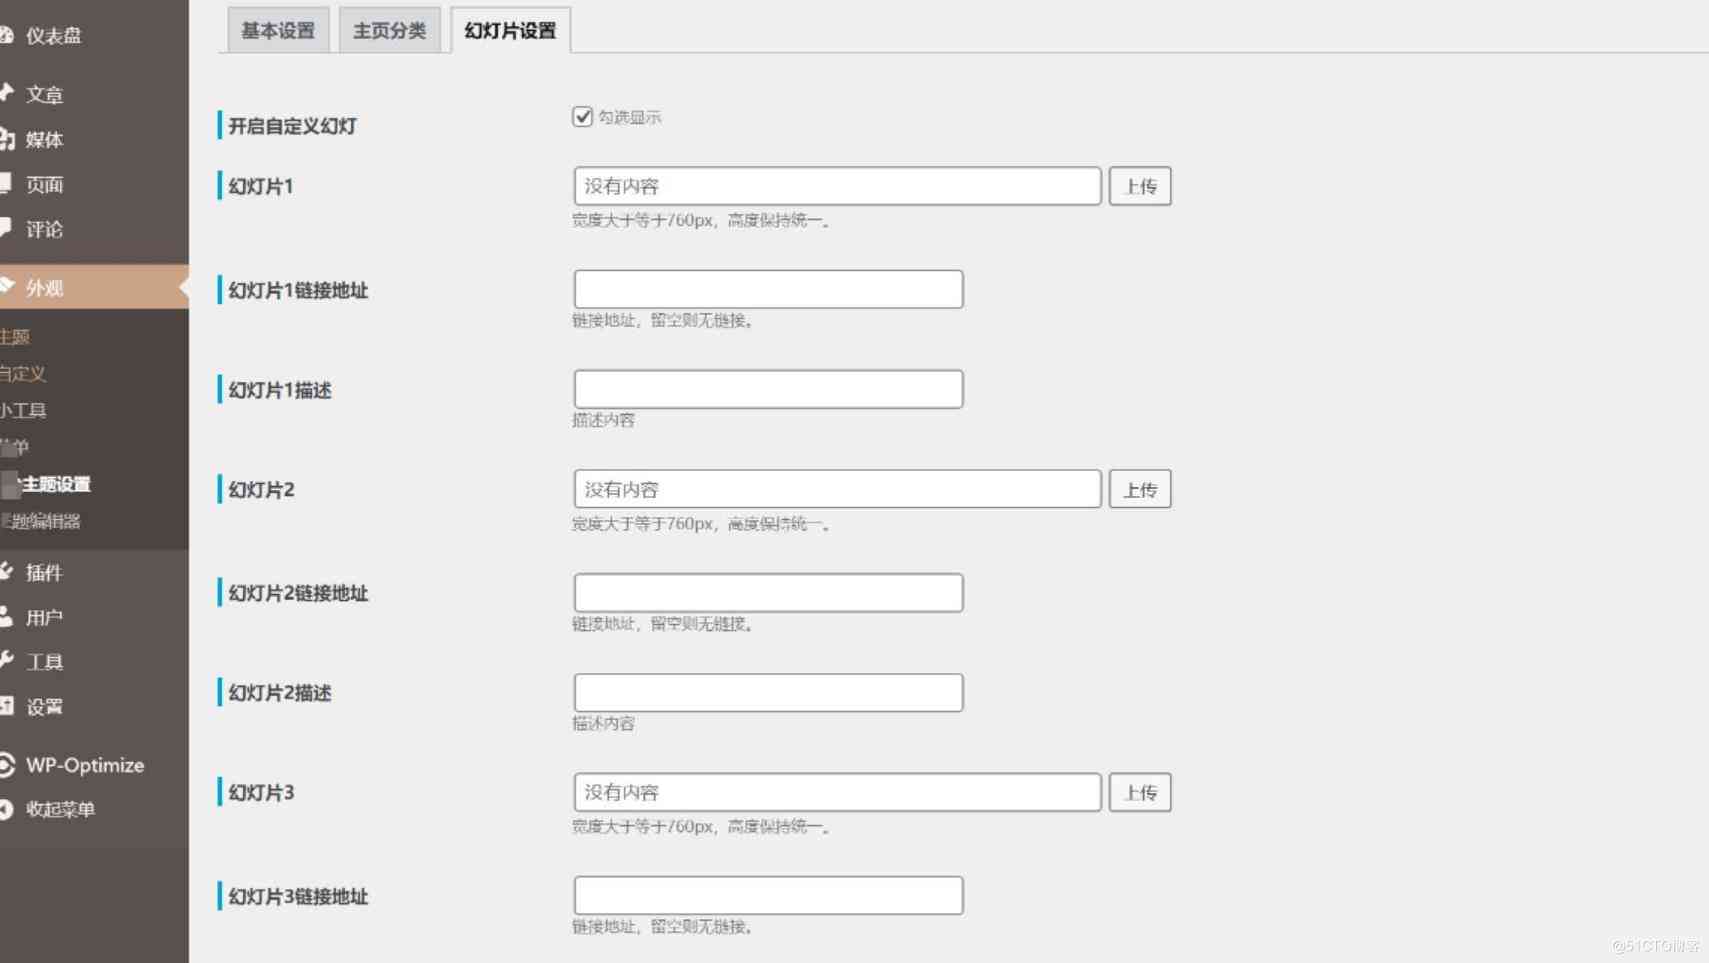 仪表盘
文章
媒体
页面
评论
外观
主题
自定义
小工具
单
主题设置
题编辑器
插件
用户
工具
设置
WP-Optimize
收起菜单
基本设置
主页分类
幻灯片设置
开启自定义幻灯
勾选显示
幻灯片1
没有内容
上传
宽度大于等于760px，高度保持统一。
幻灯片1链接地址
链接地址，留空则无链接。
幻灯片1描述
描述内容
幻灯片2
没有内容
上传
宽度大于等于760px，高度保持统一。
幻灯片2链接地址
链接地址，留空则无链接。
幻灯片2描述
描述内容
幻灯片3
没有内容
上传
宽度大于等于760px，高度保持统一。
幻灯片3链接地址
链接地址，留空则无链接。
@51CTO博客